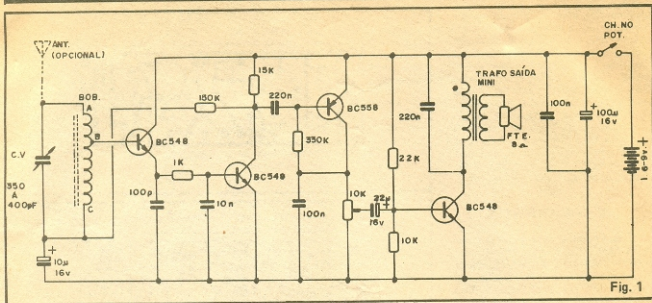 ANT.
(OPCIONAL)
BOB.
A
B
C
C.V
350
A
400pF
+
10µ
16v
BC548
100p
1K
10n
150K
15K
BC549
220n
350K
100n
BC558
10K
22µ
+
16v
22K
10K
BC548
220n
TRAFO SAÍDA
MINI
FTE.
8Ω
100n
+
100µ
16v
CH. NO
POT.
Fig. 1